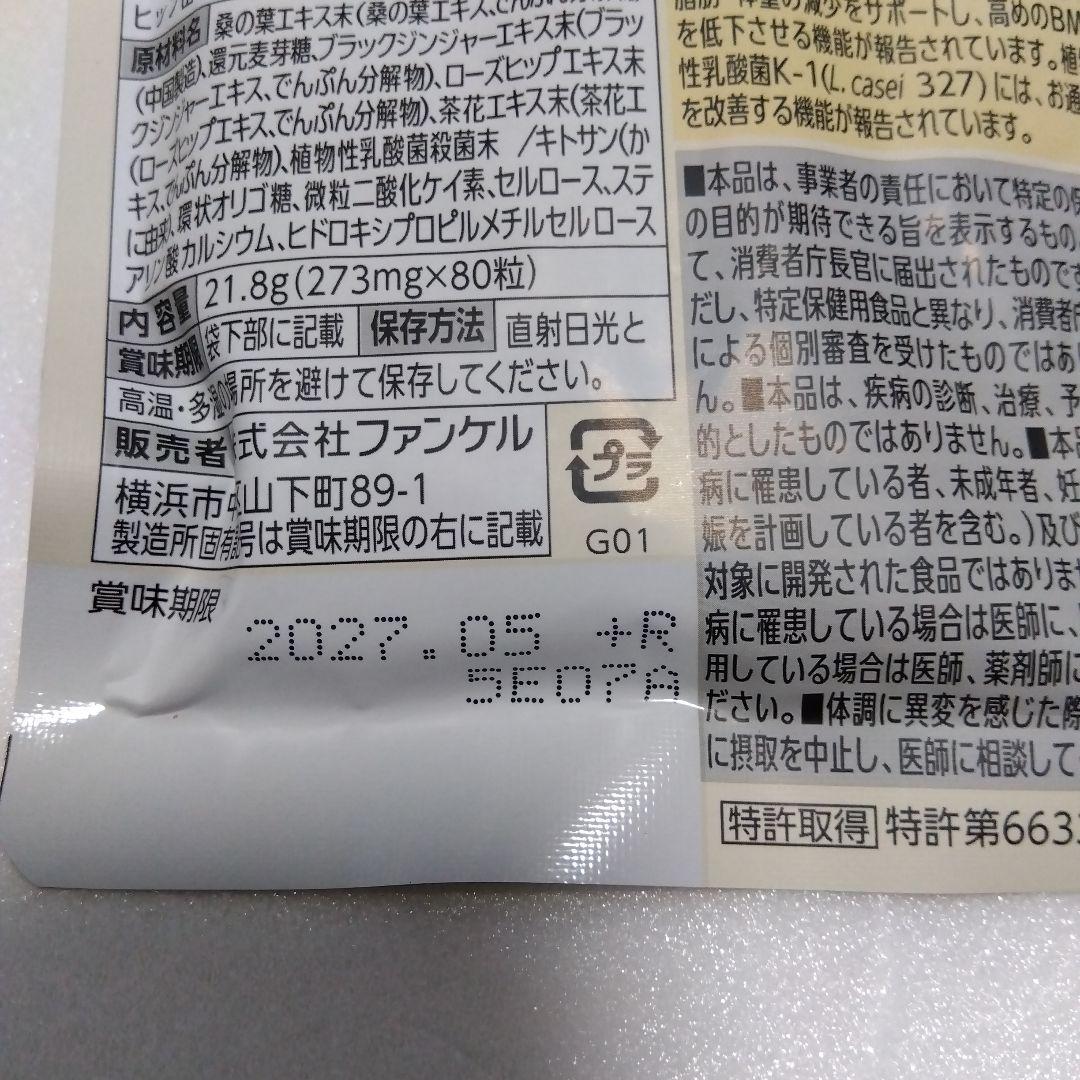 原材料名
桑の葉エキス末(桑の葉エキス、でんぷん分解物
(中国製造)、還元麦芽糖、ブラックジンジャーエキス末(ブラッ
クジンジャーエキス、でんぷん分解物)、ローズヒップエキス末
(ローズヒップエキス、でんぷん分解物)、茶花エキス末(茶花エ
キス、でんぷん分解物)、植物性乳酸菌殺菌末 /キトサン(か
に由来)、環状オリゴ糖、微粒二酸化ケイ素、セルロース、ステ
アリン酸カルシウム、ヒドロキシプロピルメチルセルロース
内容量
21.8g(273mg×80粒)
賞味期限
袋下部に記載
保存方法
直射日光と
高温・多湿の場所を避けて保存してください。
販売者
式会社ファンケル
横浜市中区山下町89-1
製造所固有記号は賞味期限の右に記載
プラ
G01
賞味期限
2027.05 +R
5E07A
の減少をサポートし、高めのBM
を低下させる機能が報告されています。植
性乳酸菌K-1(L. casei 327)には、お通
を改善する機能が報告されています。
■本品は、事業者の責任において特定の保
の目的が期待できる旨を表示するもの
て、消費者庁長官に届出されたものです
だし、特定保健用食品と異なり、消費者庁
による個別審査を受けたものではあり
ん。■本品は、疾病の診断、治療、予
的としたものではありません。■本品
病に罹患している者、未成年者、妊
娠を計画している者を含む。)及び
対象に開発された食品ではありませ
病に罹患している場合は医師に、
用している場合は医師、薬剤師に
ださい。■体調に異変を感じた際
に摂取を中止し、医師に相談して
特許取得 特許第663